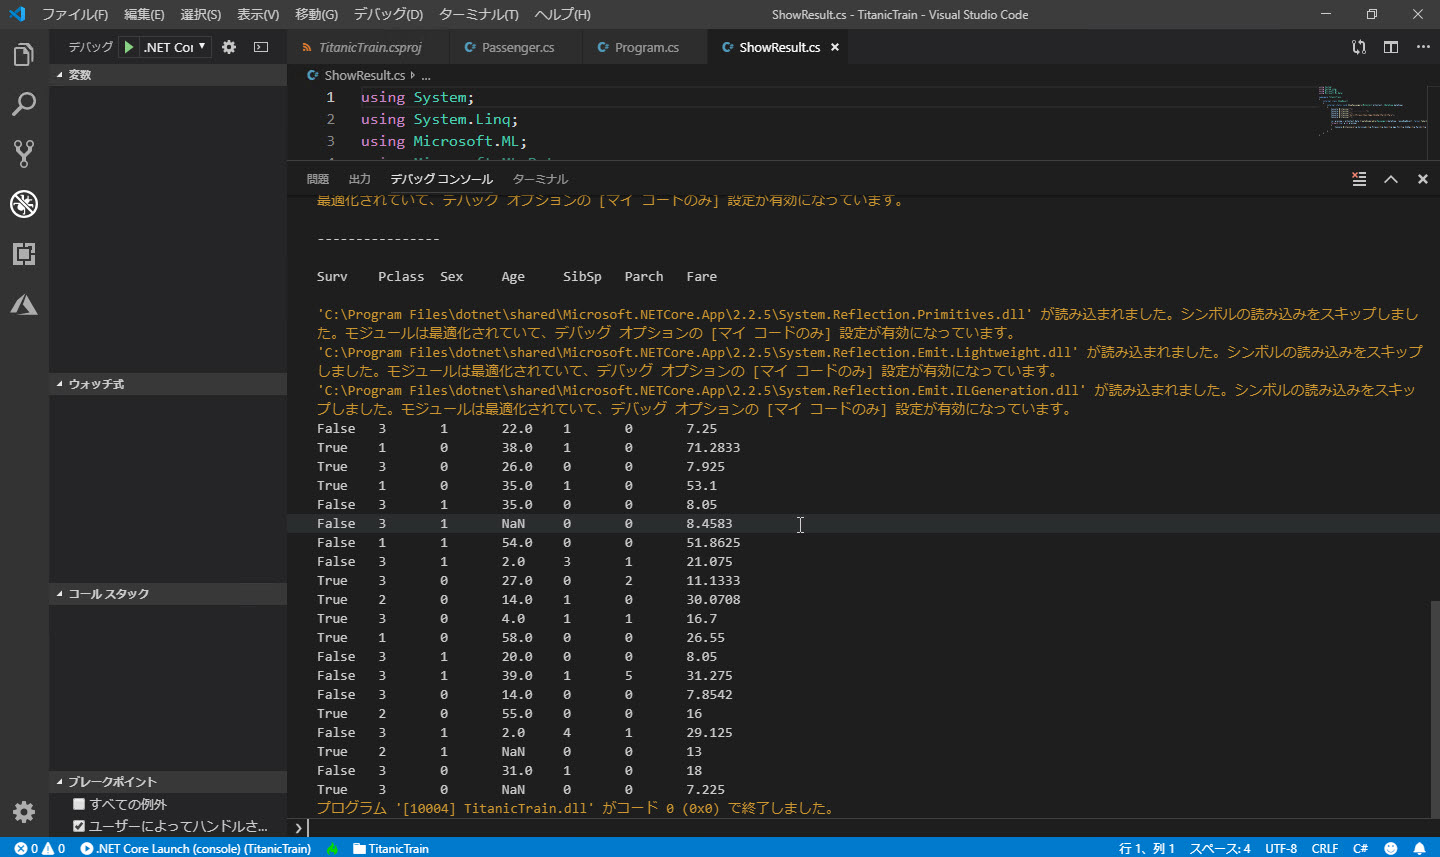 ファイル(F) 編集(E) 選択(S) 表示(V) 移動(G) デバッグ(D) ターミナル(T) ヘルプ(H) ShowResult.cs - TitanicTrain - Visual Studio Code
デバッグ .NET Cor
TitanicTrain.csproj Passenger.cs Program.cs ShowResult.cs
変数
ShowResult.cs ...
1 using System;
2 using System.Linq;
3 using Microsoft.ML;
問題 出力 デバッグ コンソール ターミナル
最適化されていて、デバッグ オプションの [マイ コードのみ] 設定が有効になっています。
----------------
Surv Pclass Sex Age SibSp Parch Fare
'C:\Program Files\dotnet\shared\Microsoft.NETCore.App\2.2.5\System.Reflection.Primitives.dll' が読み込まれました。シンボルの読み込みをスキップしまし
た。モジュールは最適化されていて、デバッグ オプションの [マイ コードのみ] 設定が有効になっています。
'C:\Program Files\dotnet\shared\Microsoft.NETCore.App\2.2.5\System.Reflection.Emit.Lightweight.dll' が読み込まれました。シンボルの読み込みをスキップ
しました。モジュールは最適化されていて、デバッグ オプションの [マイ コードのみ] 設定が有効になっています。
'C:\Program Files\dotnet\shared\Microsoft.NETCore.App\2.2.5\System.Reflection.Emit.ILGeneration.dll' が読み込まれました。シンボルの読み込みをスキッ
プしました。モジュールは最適化されていて、デバッグ オプションの [マイ コードのみ] 設定が有効になっています。
False 3 1 22.0 1 0 7.25
True 1 0 38.0 1 0 71.2833
True 3 0 26.0 0 0 7.925
True 1 0 35.0 1 0 53.1
False 3 1 35.0 0 0 8.05
False 3 1 NaN 0 0 8.4583
False 1 1 54.0 0 0 51.8625
False 3 1 2.0 3 1 21.075
True 3 0 27.0 0 2 11.1333
True 2 0 14.0 1 0 30.0708
True 3 0 4.0 1 1 16.7
True 1 0 58.0 0 0 26.55
False 3 1 20.0 0 0 8.05
False 3 1 39.0 1 5 31.275
False 3 0 14.0 0 0 7.8542
True 2 0 55.0 0 0 16
False 3 1 2.0 4 1 29.125
True 2 1 NaN 0 0 13
False 3 0 31.0 1 0 18
True 3 0 NaN 0 0 7.225
プログラム '[10004] TitanicTrain.dll' がコード 0 (0x0) で終了しました。
ウォッチ式
コール スタック
ブレークポイント
すべての例外
ユーザーによってハンドルさ...
0 0 .NET Core Launch (console) (TitanicTrain) TitanicTrain 行 1、列 1 スペース: 4 UTF-8 CRLF C#